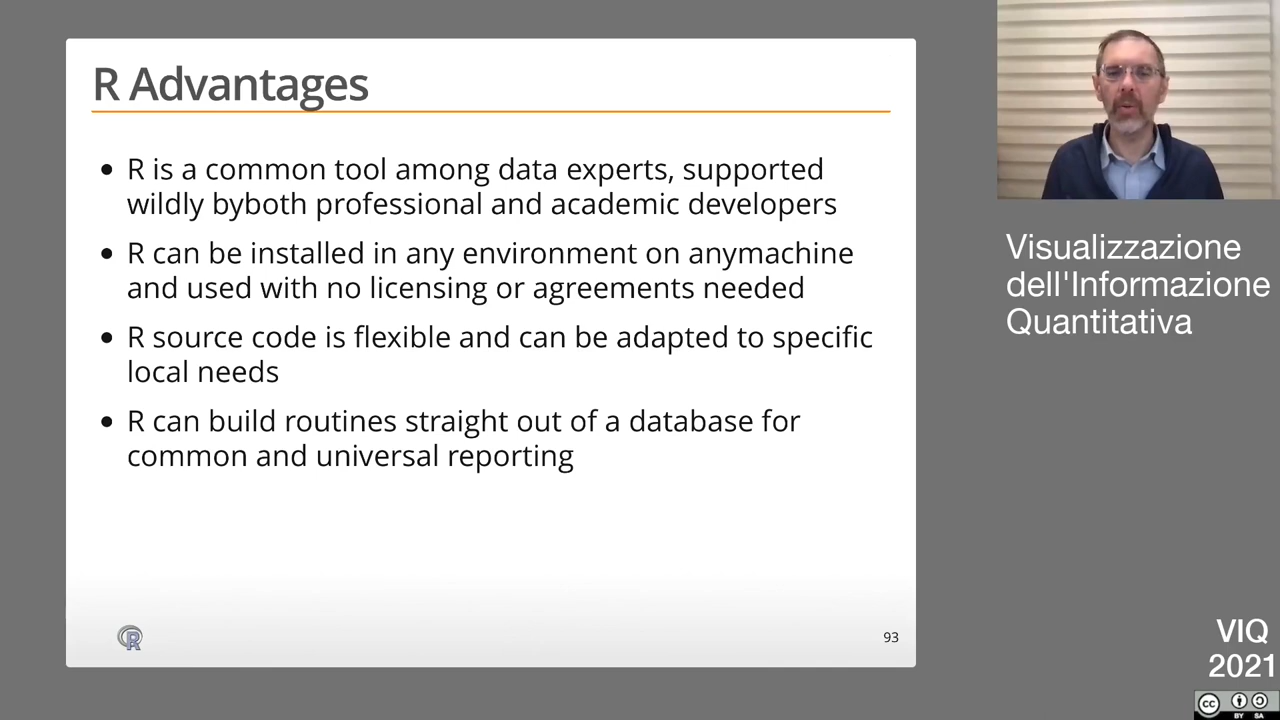 R Advantages
R is a common tool among data experts, supported
wildly byboth professional and academic developers
R can be installed in any environment on anymachine
and used with no licensing or agreements needed
R source code is flexible and can be adapted to specific
local needs
R can build routines straight out of a database for
common and universal reporting
R
93
Visualizzazione
dell'Informazione
Quantitativa
VIQ
2021
cc
BY SA